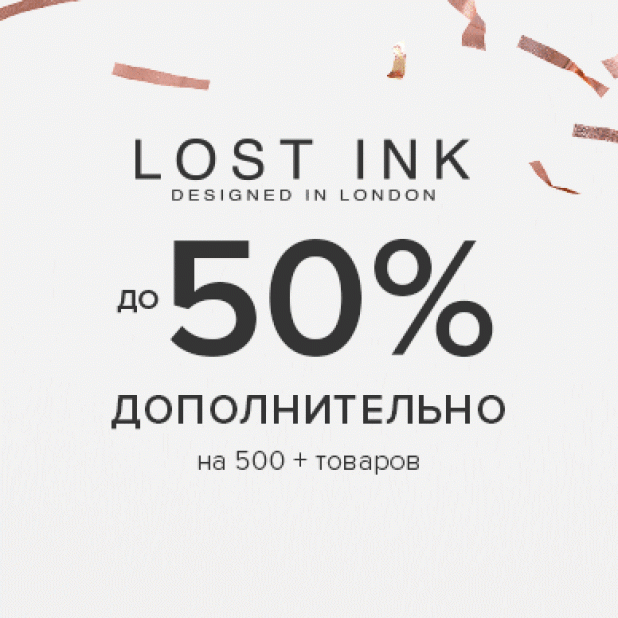 LOST INK
DESIGNED IN LONDON
до 50%
ДОПОЛНИТЕЛЬНО
на 500 + товаров